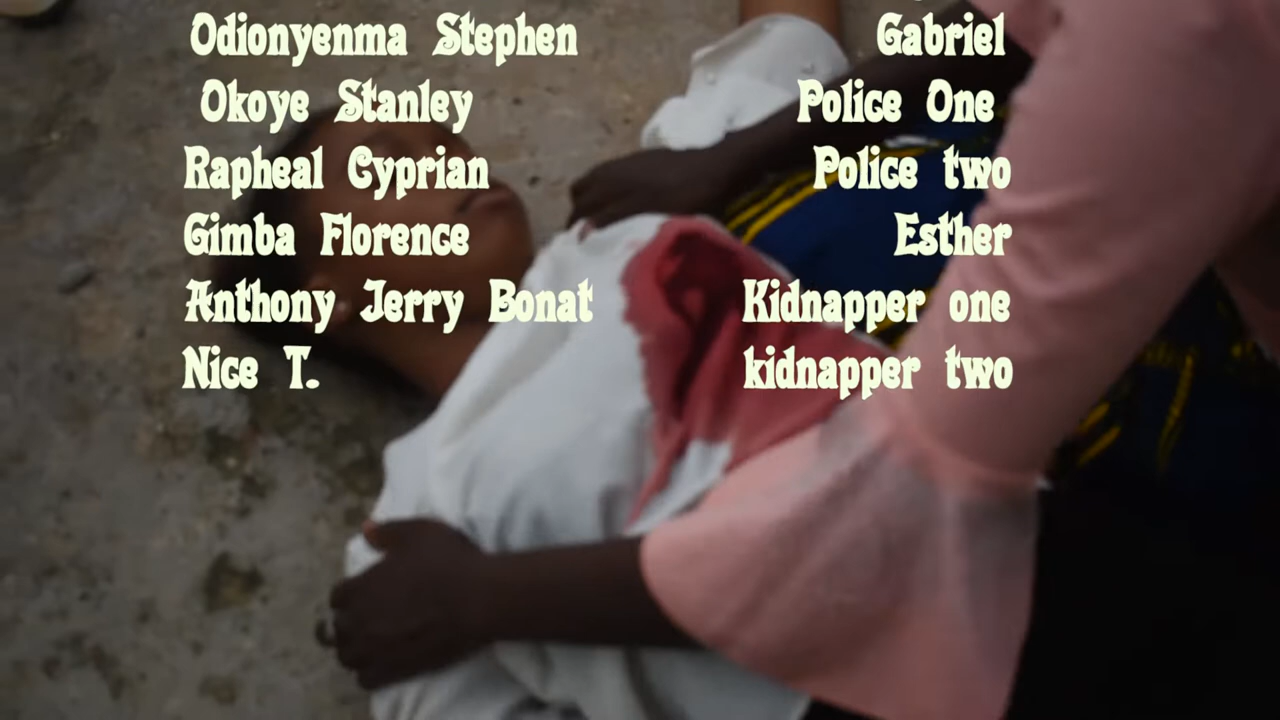 Odionyenma Stephen Gabriel
Okoye Stanley Police One
Rapheal Cyprian Police two
Gimba Florence Esther
Anthony Jerry Bonat Kidnapper one
Nice T. kidnapper two